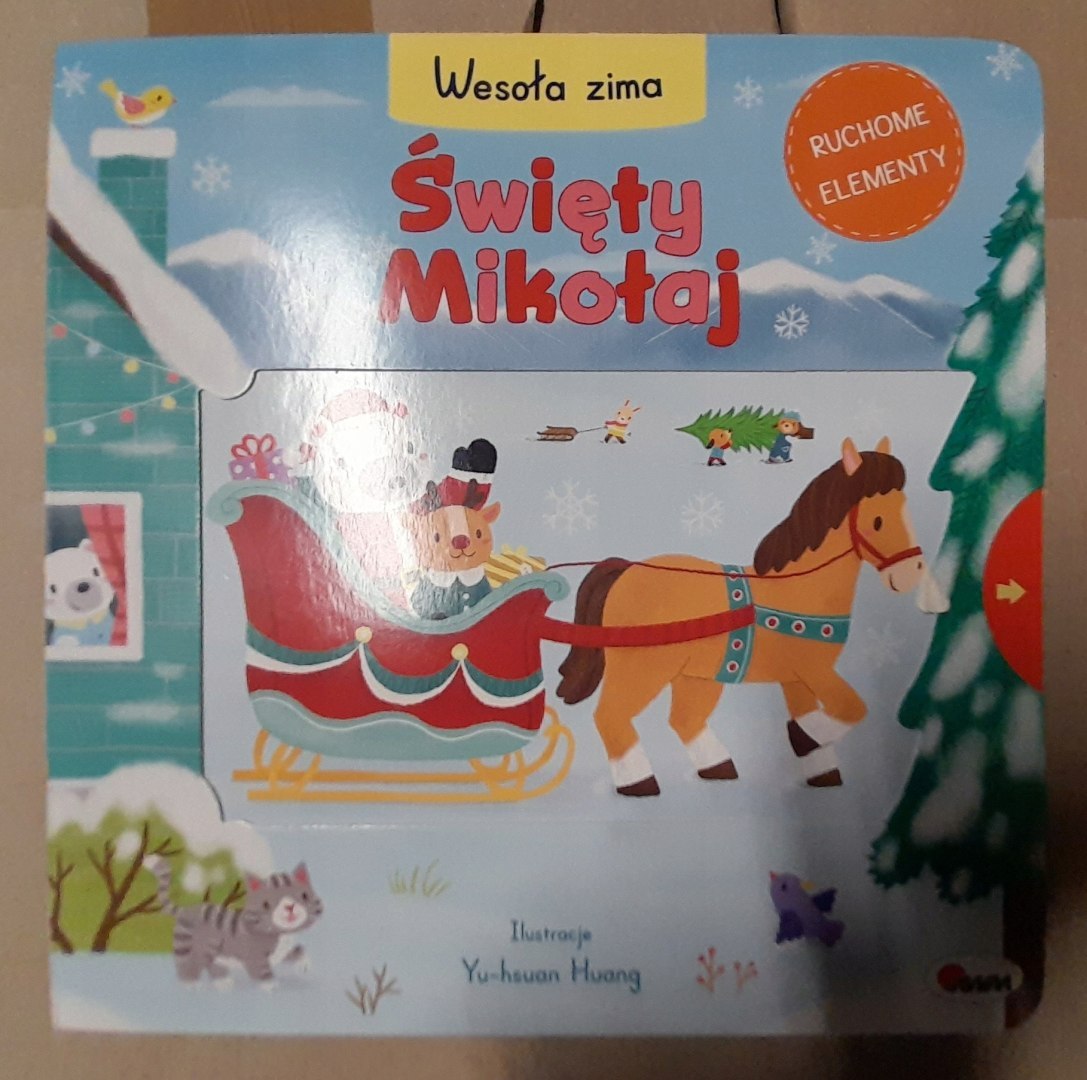 Wesoła zima
Święty
Mikołaj
RUCHOME
ELEMENTY
Ilustracje
Yu-hsuan Huang